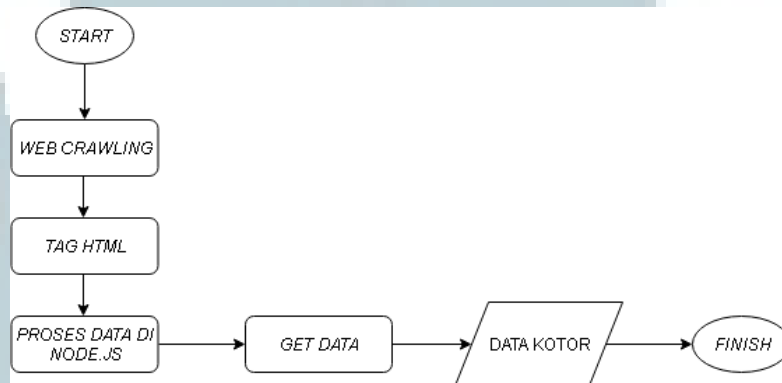 START
WEB CRAWLING
TAG HTML
PROSES DATA DI
NODE.JS
GET DATA
DATA KOTOR
FINISH